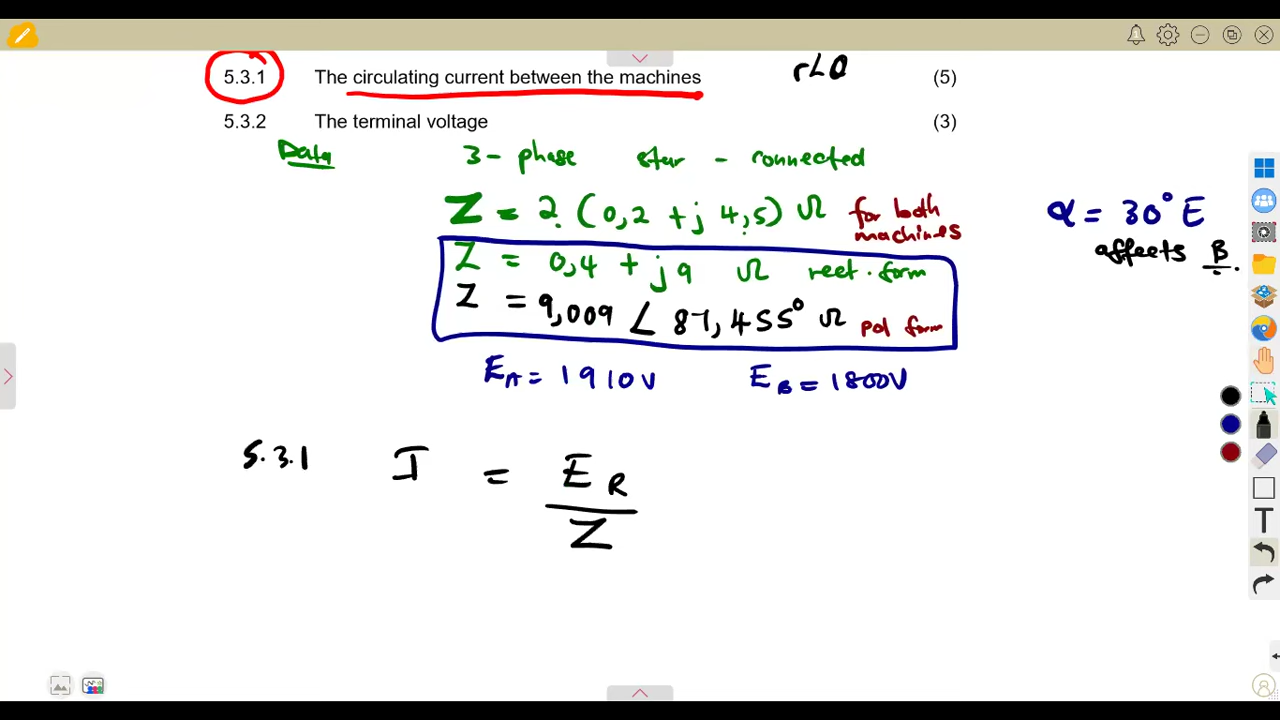 5.3.1 The circulating current between the machines r∠θ (5)
5.3.2 The terminal voltage (3)
Data 3 - phase star - connected
Z = 2 (0,2 + j 4,5) Ω for both machines
Z = 0,4 + j 9 Ω rect. form
Z = 9,009 ∠ 87,455° Ω pol form
α = 30° E
affects B
E_A = 1910V E_B = 1800V
5.3.1 I = E_R / Z
T